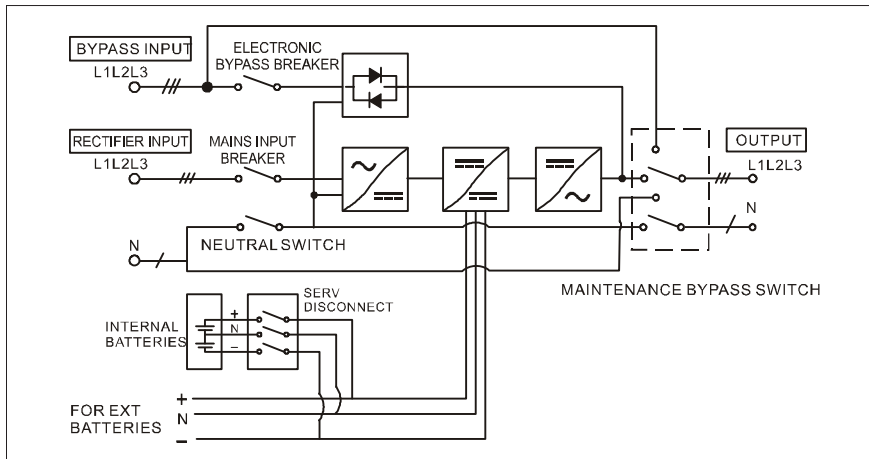 BYPASS INPUT
L1L2L3
ELECTRONIC
BYPASS BREAKER
RECTIFIER INPUT
L1L2L3
MAINS INPUT
BREAKER
OUTPUT
L1L2L3
N
N
NEUTRAL SWITCH
MAINTENANCE BYPASS SWITCH
SERV
DISCONNECT
INTERNAL
BATTERIES
+
N
–
FOR EXT
BATTERIES
+
N
–